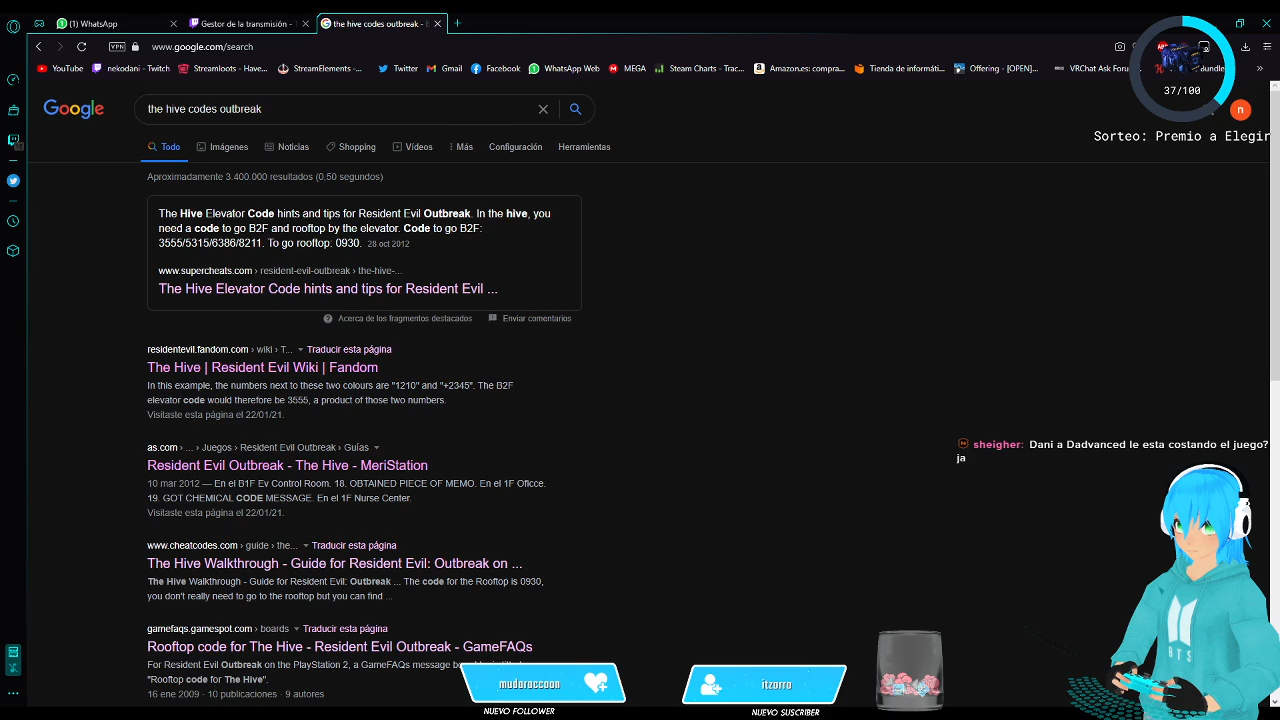 (1) WhatsApp
Gestor de la transmisión -
the hive codes outbreak -
VPN
www.google.com/search
YouTube
nekodani - Twitch
Streamloots - Have...
StreamElements -...
Twitter
Gmail
Facebook
WhatsApp Web
MEGA
Steam Charts - Trac...
Amazon.es: compra...
Tienda de informáti...
Offering - [OPEN]...
VRChat Ask Forum
37/100
Sorteo: Premio a Elegir
n
Google
the hive codes outbreak
Todo
Imágenes
Noticias
Shopping
Vídeos
Más
Configuración
Herramientas
Aproximadamente 3.400.000 resultados (0,50 segundos)
The Hive Elevator Code hints and tips for Resident Evil Outbreak. In the hive, you
need a code to go B2F and rooftop by the elevator. Code to go B2F:
3555/5315/6386/8211. To go rooftop: 0930. 28 oct 2012
www.supercheats.com › resident-evil-outbreak › the-hive-...
The Hive Elevator Code hints and tips for Resident Evil ...
Acerca de los fragmentos destacados
Enviar comentarios
residentevil.fandom.com › wiki › T... Traducir esta página
The Hive | Resident Evil Wiki | Fandom
In this example, the numbers next to these two colours are "1210" and "+2345". The B2F
elevator code would therefore be 3555, a product of those two numbers.
Visitaste esta página el 22/01/21.
as.com › ... › Juegos › Resident Evil Outbreak › Guías
Resident Evil Outbreak - The Hive - MeriStation
10 mar 2012 — En el B1F Ev Control Room. 18. OBTAINED PIECE OF MEMO. En el 1F Oficce.
19. GOT CHEMICAL CODE MESSAGE. En el 1F Nurse Center.
Visitaste esta página el 22/01/21.
www.cheatcodes.com › guide › the... Traducir esta página
The Hive Walkthrough - Guide for Resident Evil: Outbreak on ...
The Hive Walkthrough - Guide for Resident Evil: Outbreak ... The code for the Rooftop is 0930,
you don't really need to go to the rooftop but you can find ...
gamefaqs.gamespot.com › boards Traducir esta página
Rooftop code for The Hive - Resident Evil Outbreak - GameFAQs
For Resident Evil Outbreak on the PlayStation 2, a GameFAQs message
"Rooftop code for The Hive".
16 ene 2009 - 10 publicaciones - 9 autores
sheigher: Dani a Dadvanced le esta costando el juego?
ja
mudaraccoon
NUEVO FOLLOWER
itzorro
NUEVO SUSCRIBER
BTS